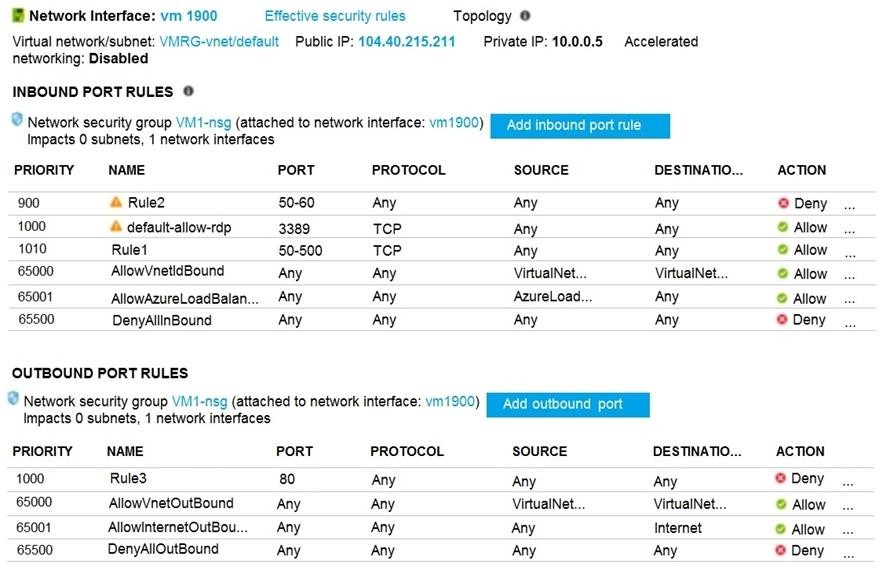 Network Interface: vm 1900 Effective security rules Topology
Virtual network/subnet: VMRG-vnet/default Public IP: 104.40.215.211 Private IP: 10.0.0.5 Accelerated
networking: Disabled
INBOUND PORT RULES
Network security group VM1-nsg (attached to network interface: vm1900) Add inbound port rule
Impacts 0 subnets, 1 network interfaces
PRIORITY NAME PORT PROTOCOL SOURCE DESTINATIO... ACTION
900 Rule2 50-60 Any Any Any Deny ...
1000 default-allow-rdp 3389 TCP Any Any Allow ...
1010 Rule1 50-500 TCP Any Any Allow ...
65000 AllowVnetIdBound Any Any VirtualNet... VirtualNet... Allow ...
65001 AllowAzureLoadBalan... Any Any AzureLoad... Any Allow ...
65500 DenyAllInBound Any Any Any Any Deny ...
OUTBOUND PORT RULES
Network security group VM1-nsg (attached to network interface: vm1900) Add outbound port
Impacts 0 subnets, 1 network interfaces
PRIORITY NAME PORT PROTOCOL SOURCE DESTINATIO... ACTION
1000 Rule3 80 Any Any Any Deny ...
65000 AllowVnetOutBound Any Any VirtualNet... VirtualNet... Allow ...
65001 AllowInternetOutBou... Any Any Any Internet Allow ...
65500 DenyAllOutBound Any Any Any Any Deny ...